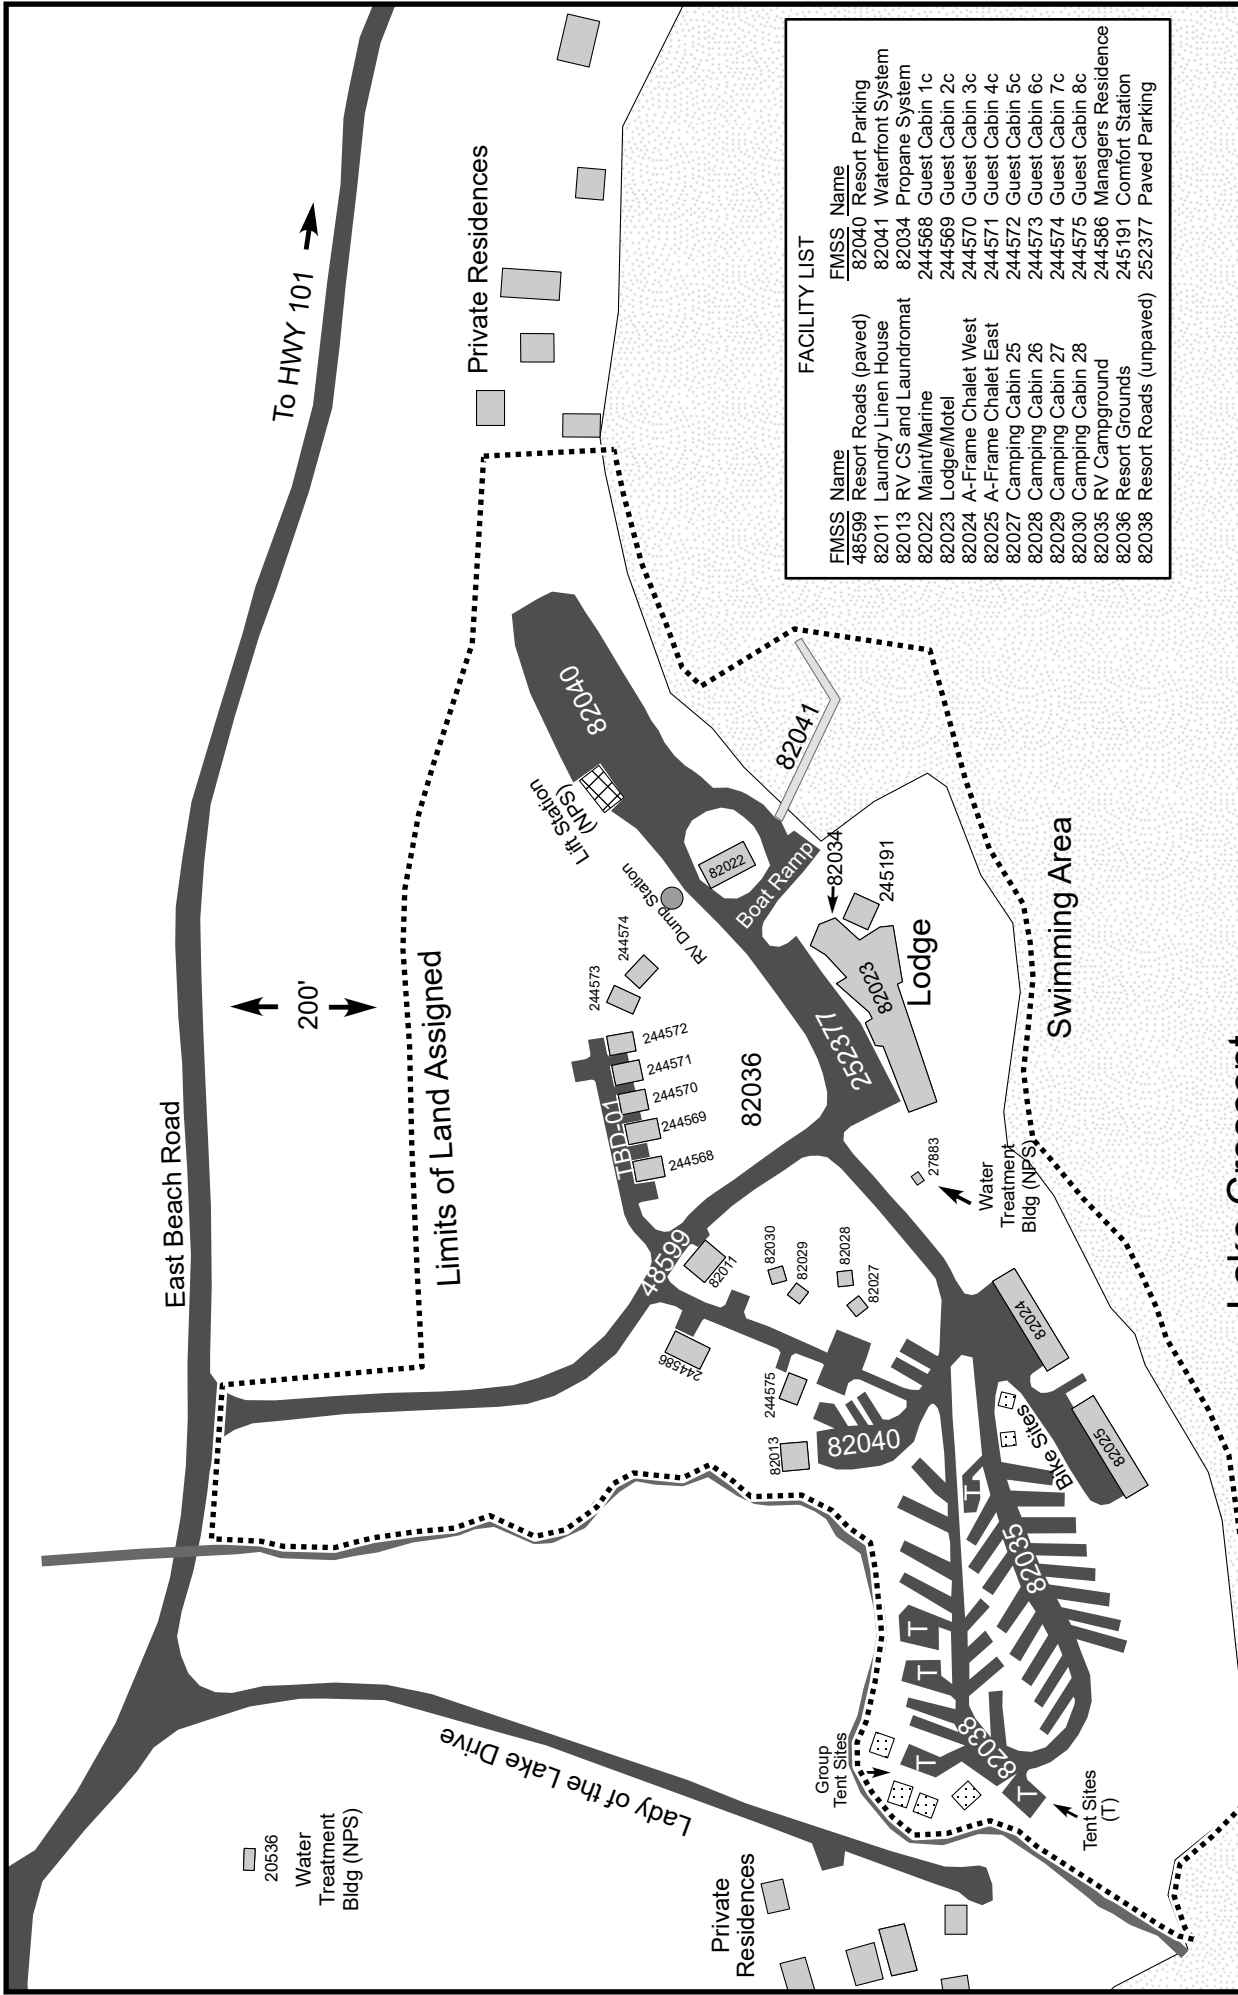 To HWY 101
East Beach Road
200'
Limits of Land Assigned
Private Residences
82040
Lift Station
(NPS)
82041
82022
RV Dump Station
Boat Ramp
82034
245191
82023
Lodge
252377
Swimming Area
244574
244573
244572
244571
244570
244569
244568
TBD-01
82036
27883
Water
Treatment
Bldg (NPS)
48599
82011
82030
82029
82028
82027
244586
244575
82013
82040
82024
82025
Bike Sites
82035
82038
T
T
T
T
T
Group
Tent Sites
Tent Sites
(T)
Lady of the Lake Drive
20536
Water
Treatment
Bldg (NPS)
Private
Residences
FACILITY LIST
FMSS Name
48599 Resort Roads (paved)
82011 Laundry Linen House
82013 RV CS and Laundromat
82022 Maint/Marine
82023 Lodge/Motel
82024 A-Frame Chalet West
82025 A-Frame Chalet East
82027 Camping Cabin 25
82028 Camping Cabin 26
82029 Camping Cabin 27
82030 Camping Cabin 28
82035 RV Campground
82036 Resort Grounds
82038 Resort Roads (unpaved)
FMSS Name
82040 Resort Parking
82041 Waterfront System
82034 Propane System
244568 Guest Cabin 1c
244569 Guest Cabin 2c
244570 Guest Cabin 3c
244571 Guest Cabin 4c
244572 Guest Cabin 5c
244573 Guest Cabin 6c
244574 Guest Cabin 7c
244575 Guest Cabin 8c
244586 Managers Residence
245191 Comfort Station
252377 Paved Parking